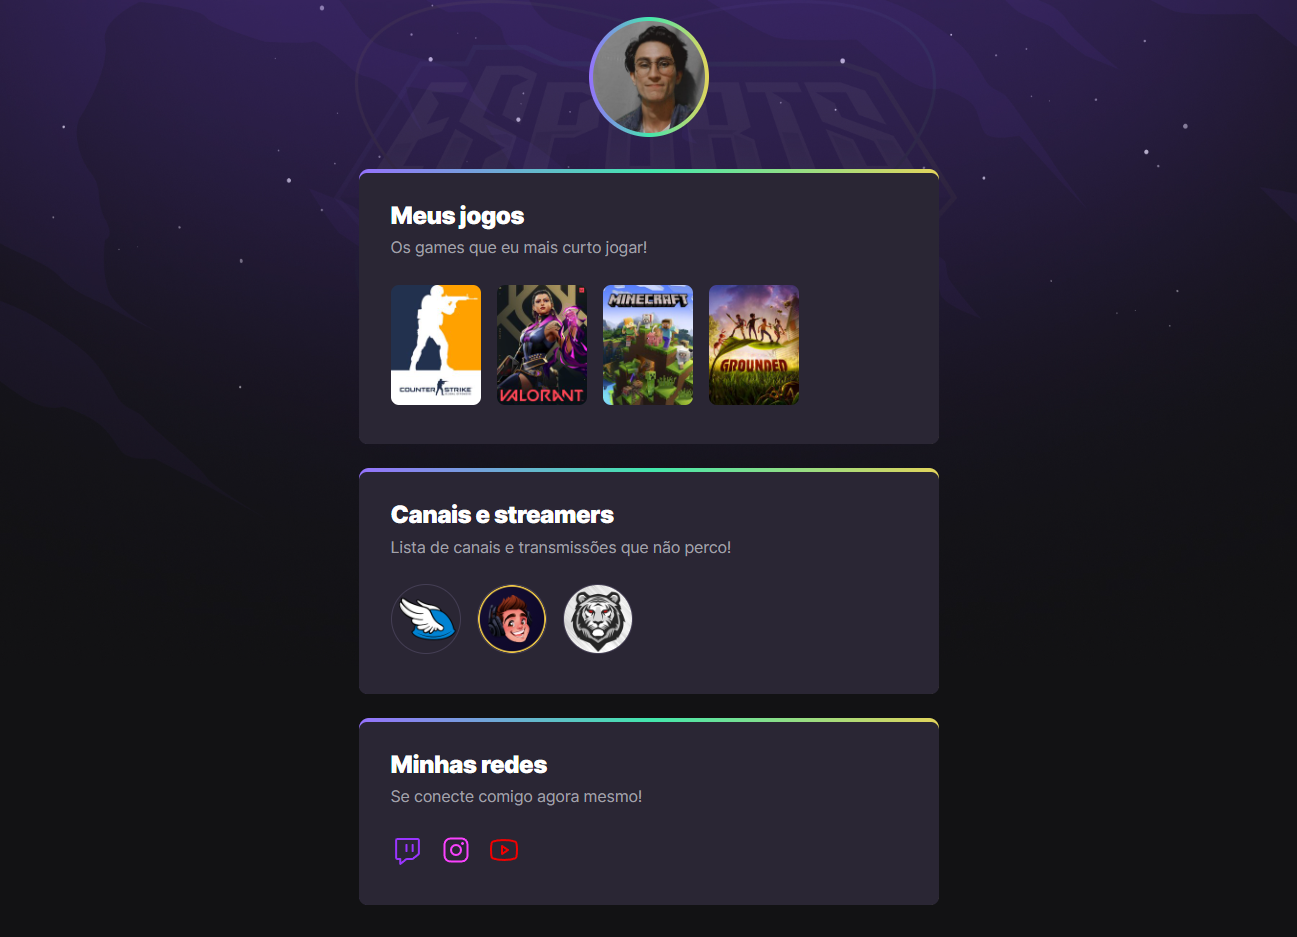 ESPORTS
Meus jogos
Os games que eu mais curto jogar!
COUNTER STRIKE
VALORANT
MINECRAFT
GROUNDED
Canais e streamers
Lista de canais e transmissões que não perco!
Minhas redes
Se conecte comigo agora mesmo!